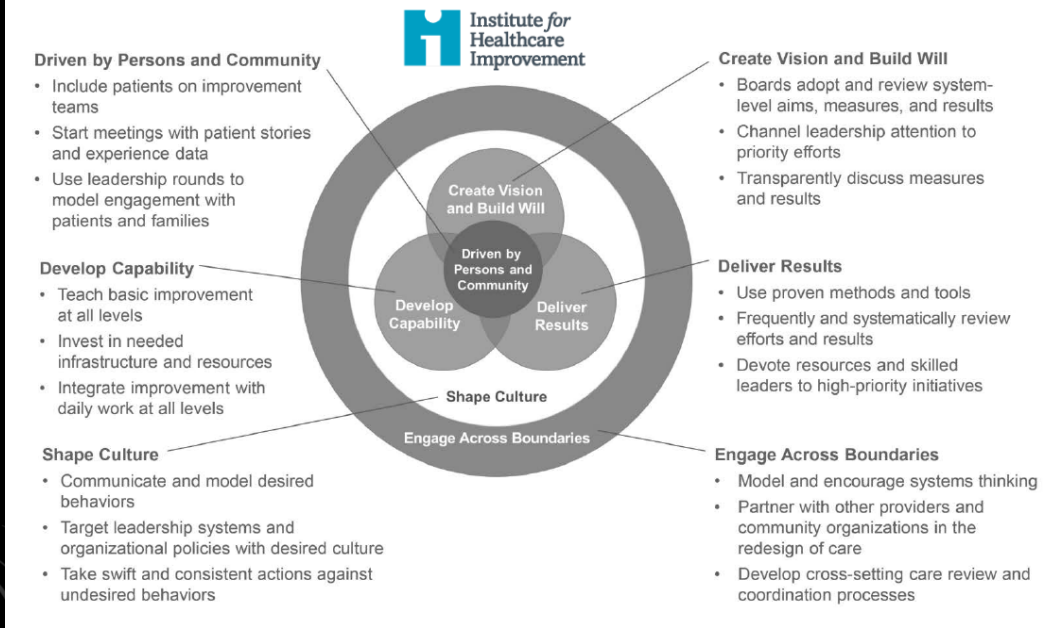 Institute for
Healthcare
Improvement
Driven by Persons and Community
• Include patients on improvement
teams
• Start meetings with patient stories
and experience data
• Use leadership rounds to
model engagement with
patients and families
Develop Capability
• Teach basic improvement
at all levels
• Invest in needed
infrastructure and resources
• Integrate improvement with
daily work at all levels
Shape Culture
• Communicate and model desired
behaviors
• Target leadership systems and
organizational policies with desired culture
• Take swift and consistent actions against
undesired behaviors
Create Vision
and Build Will
Driven by
Persons and
Community
Develop
Capability
Deliver
Results
Shape Culture
Engage Across Boundaries
Create Vision and Build Will
• Boards adopt and review system-
level aims, measures, and results
• Channel leadership attention to
priority efforts
• Transparently discuss measures
and results
Deliver Results
• Use proven methods and tools
• Frequently and systematically review
efforts and results
• Devote resources and skilled
leaders to high-priority initiatives
Engage Across Boundaries
• Model and encourage systems thinking
• Partner with other providers and
community organizations in the
redesign of care
• Develop cross-setting care review and
coordination processes